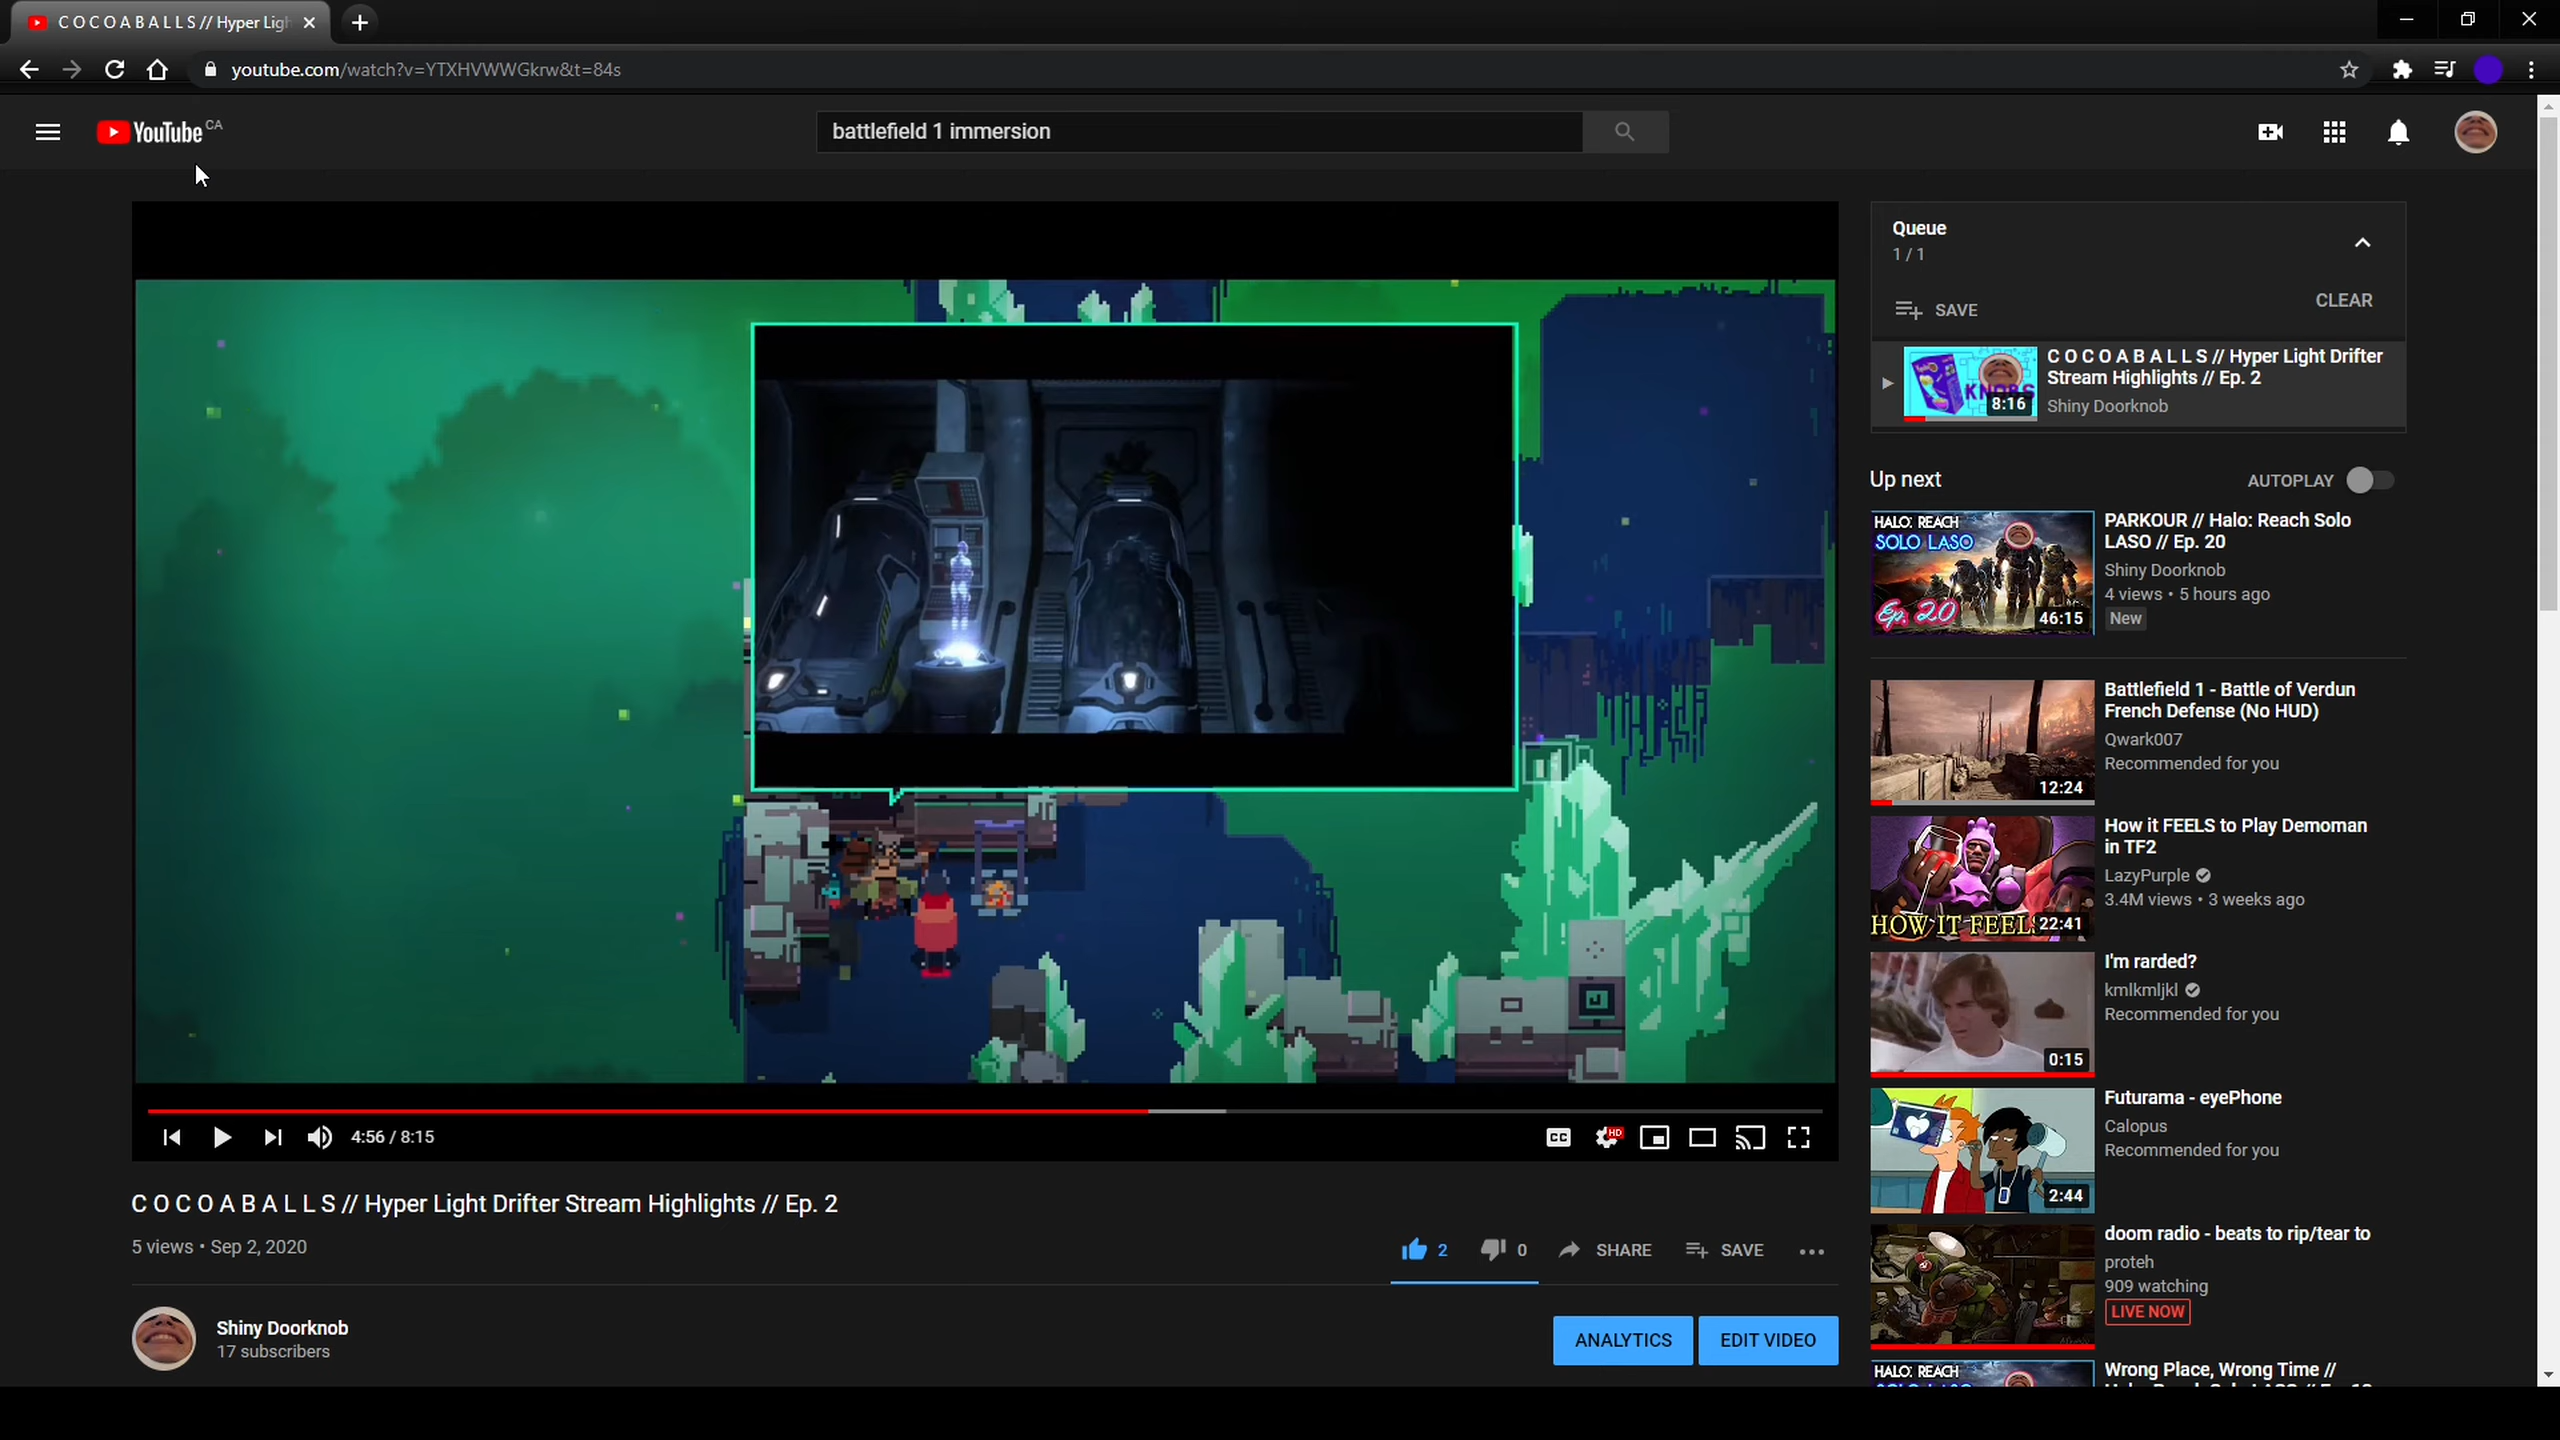 C O C O A B A L L S // Hyper Ligh
youtube.com/watch?v=YTXHVWWGkrw&t=84s
YouTube CA
battlefield 1 immersion
Queue
1 / 1
SAVE
CLEAR
KNOBS
8:16
C O C O A B A L L S // Hyper Light Drifter
Stream Highlights // Ep. 2
Shiny Doorknob
Up next
AUTOPLAY
HALO: REACH
SOLO LASO
Ep. 20
46:15
PARKOUR // Halo: Reach Solo
LASO // Ep. 20
Shiny Doorknob
4 views • 5 hours ago
New
12:24
Battlefield 1 - Battle of Verdun
French Defense (No HUD)
Qwark007
Recommended for you
HOW IT FEELS
22:41
How it FEELS to Play Demoman
in TF2
LazyPurple
3.4M views • 3 weeks ago
0:15
I'm rarded?
kmlkmljkl
Recommended for you
2:44
Futurama - eyePhone
Calopus
Recommended for you
doom radio - beats to rip/tear to
proteh
909 watching
LIVE NOW
HALO: REACH
Wrong Place, Wrong Time //
4:56 / 8:15
CC
HD
C O C O A B A L L S // Hyper Light Drifter Stream Highlights // Ep. 2
5 views • Sep 2, 2020
2
0
SHARE
SAVE
Shiny Doorknob
17 subscribers
ANALYTICS
EDIT VIDEO